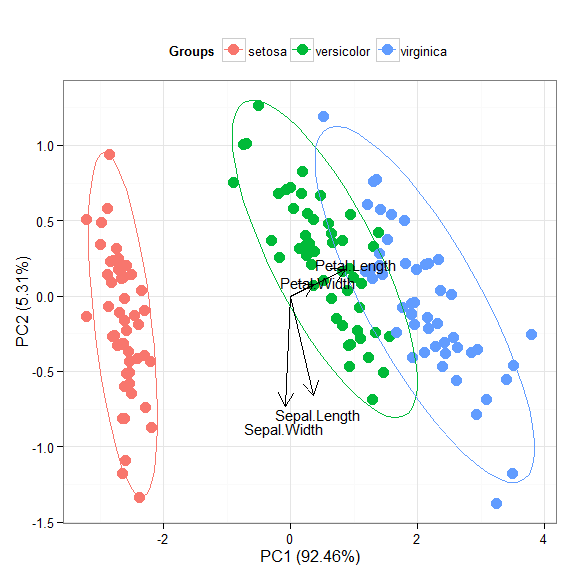 Groups setosa versicolor virginica
1.0
0.5
Petal.Length
Petal.Width
0.0
PC2 (5.31%)
-0.5
Sepal.Length
Sepal.Width
-1.0
-1.5
-2 0 2 4
PC1 (92.46%)